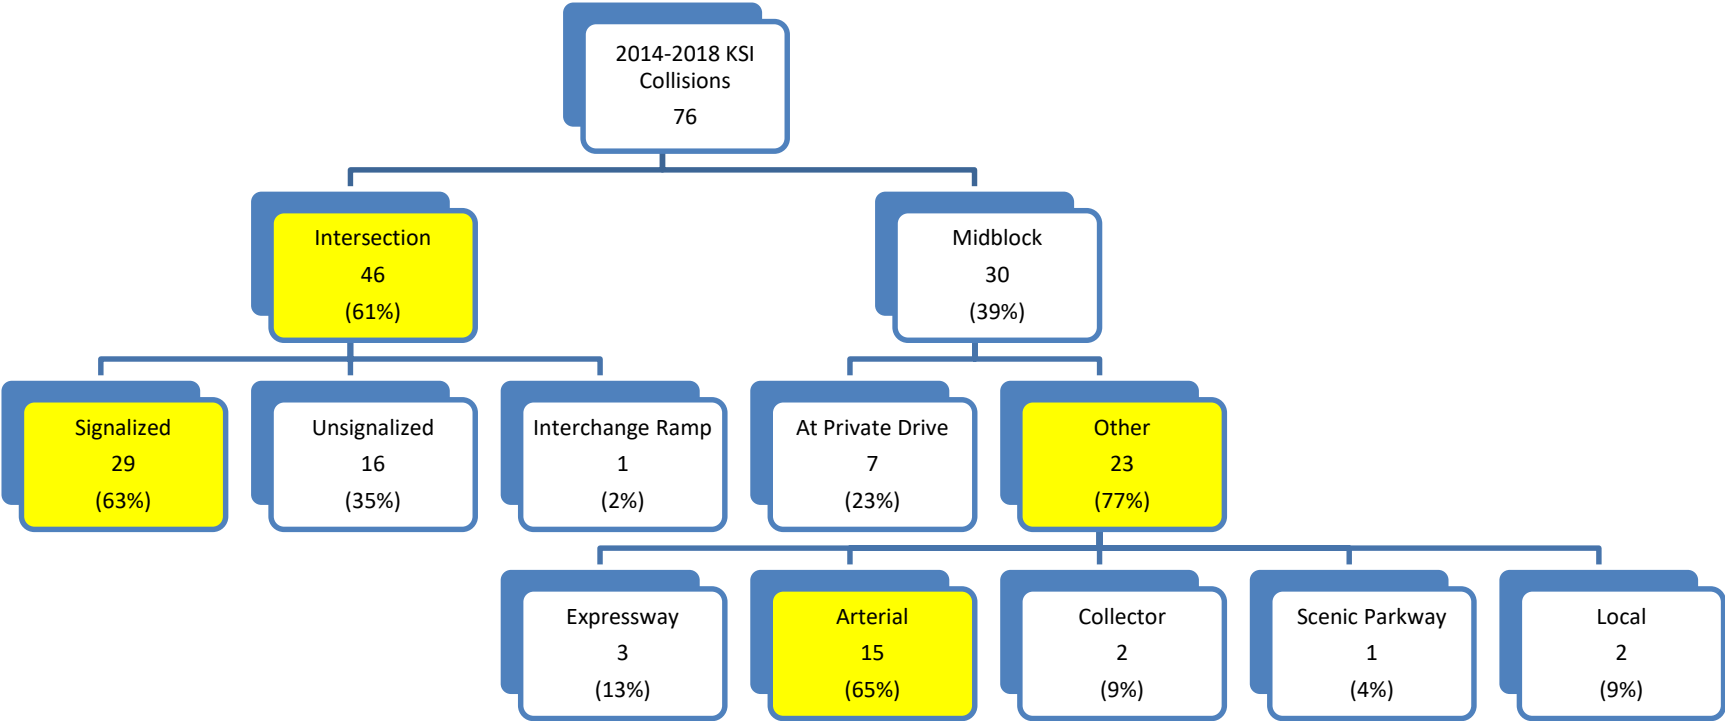 2014-2018 KSI
Collisions
76
Intersection
46
(61%)
Midblock
30
(39%)
Signalized
29
(63%)
Unsignalized
16
(35%)
Interchange Ramp
1
(2%)
At Private Drive
7
(23%)
Other
23
(77%)
Expressway
3
(13%)
Arterial
15
(65%)
Collector
2
(9%)
Scenic Parkway
1
(4%)
Local
2
(9%)